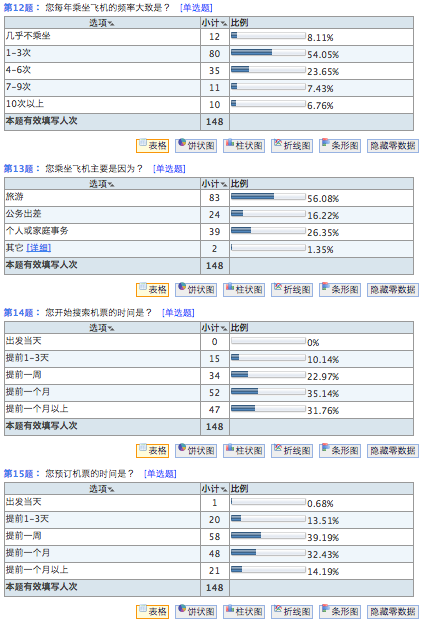 第12题： 您每年乘坐飞机的频率大致是？ [单选题]
选项 小计 比例
几乎不乘坐 12 8.11%
1-3次 80 54.05%
4-6次 35 23.65%
7-9次 11 7.43%
10次以上 10 6.76%
本题有效填写人次 148
表格 饼状图 柱状图 折线图 条形图 隐藏零数据
第13题： 您乘坐飞机主要是因为？ [单选题]
选项 小计 比例
旅游 83 56.08%
公务出差 24 16.22%
个人或家庭事务 39 26.35%
其它 [详细] 2 1.35%
本题有效填写人次 148
表格 饼状图 柱状图 折线图 条形图 隐藏零数据
第14题： 您开始搜索机票的时间是？ [单选题]
选项 小计 比例
出发当天 0 0%
提前1-3天 15 10.14%
提前一周 34 22.97%
提前一个月 52 35.14%
提前一个月以上 47 31.76%
本题有效填写人次 148
表格 饼状图 柱状图 折线图 条形图 隐藏零数据
第15题： 您预订机票的时间是？ [单选题]
选项 小计 比例
出发当天 1 0.68%
提前1-3天 20 13.51%
提前一周 58 39.19%
提前一个月 48 32.43%
提前一个月以上 21 14.19%
本题有效填写人次 148
表格 饼状图 柱状图 折线图 条形图 隐藏零数据